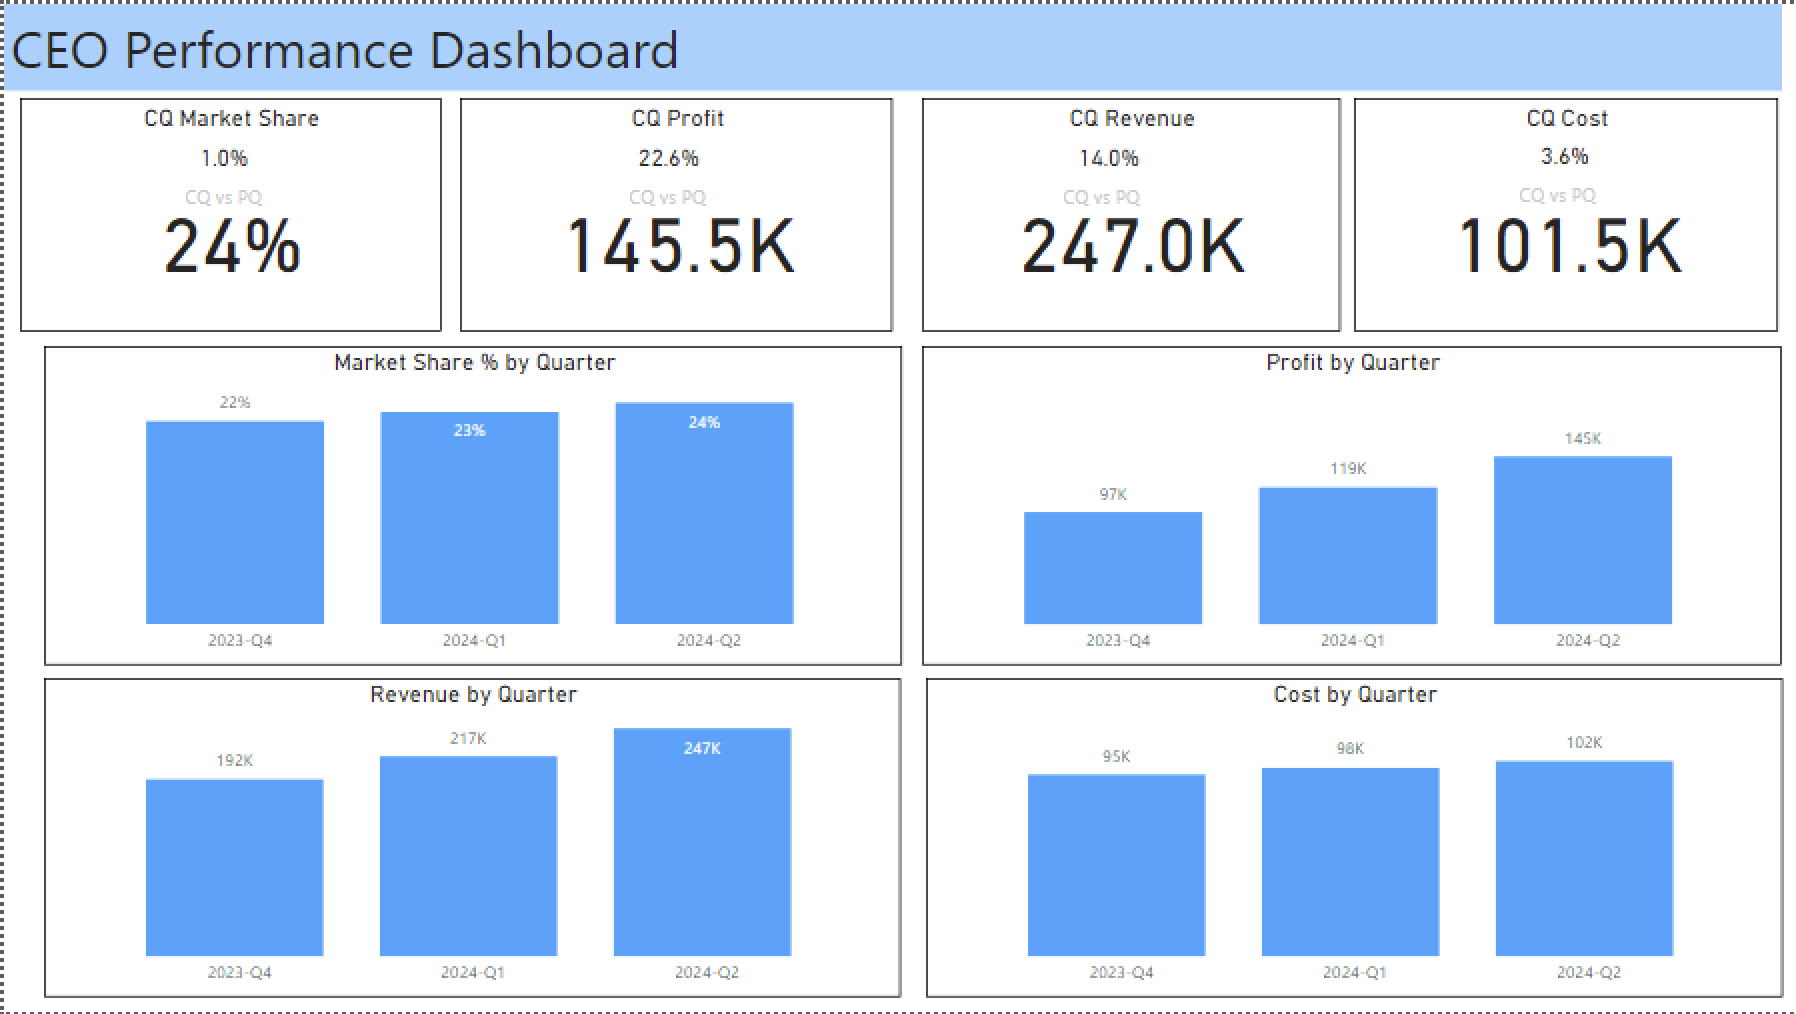 CEO Performance Dashboard
CQ Market Share
1.0%
CQ vs PQ
24%
CQ Profit
22.6%
CQ vs PQ
145.5K
CQ Revenue
14.0%
CQ vs PQ
247.0K
CQ Cost
3.6%
CQ vs PQ
101.5K
Market Share % by Quarter
22%
23%
24%
2023-Q4
2024-Q1
2024-Q2
Profit by Quarter
97K
119K
145K
2023-Q4
2024-Q1
2024-Q2
Revenue by Quarter
192K
217K
247K
2023-Q4
2024-Q1
2024-Q2
Cost by Quarter
95K
98K
102K
2023-Q4
2024-Q1
2024-Q2